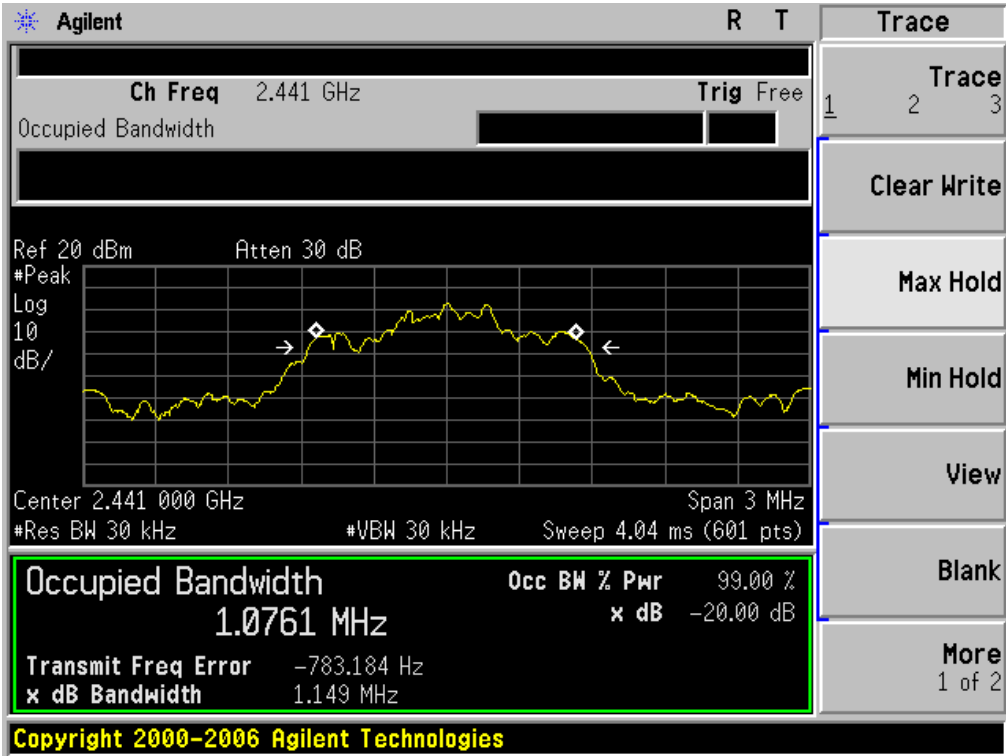 Agilent R T
Ch Freq 2.441 GHz Trig Free
Occupied Bandwidth
Ref 20 dBm Atten 30 dB
#Peak
Log
10
dB/
Center 2.441 000 GHz Span 3 MHz
#Res BW 30 kHz #VBW 30 kHz Sweep 4.04 ms (601 pts)
Occupied Bandwidth
1.0761 MHz
Occ BW % Pwr 99.00 %
x dB -20.00 dB
Transmit Freq Error -783.184 Hz
x dB Bandwidth 1.149 MHz
Copyright 2000-2006 Agilent Technologies
Trace
Trace
1 2 3
Clear Write
Max Hold
Min Hold
View
Blank
More
1 of 2